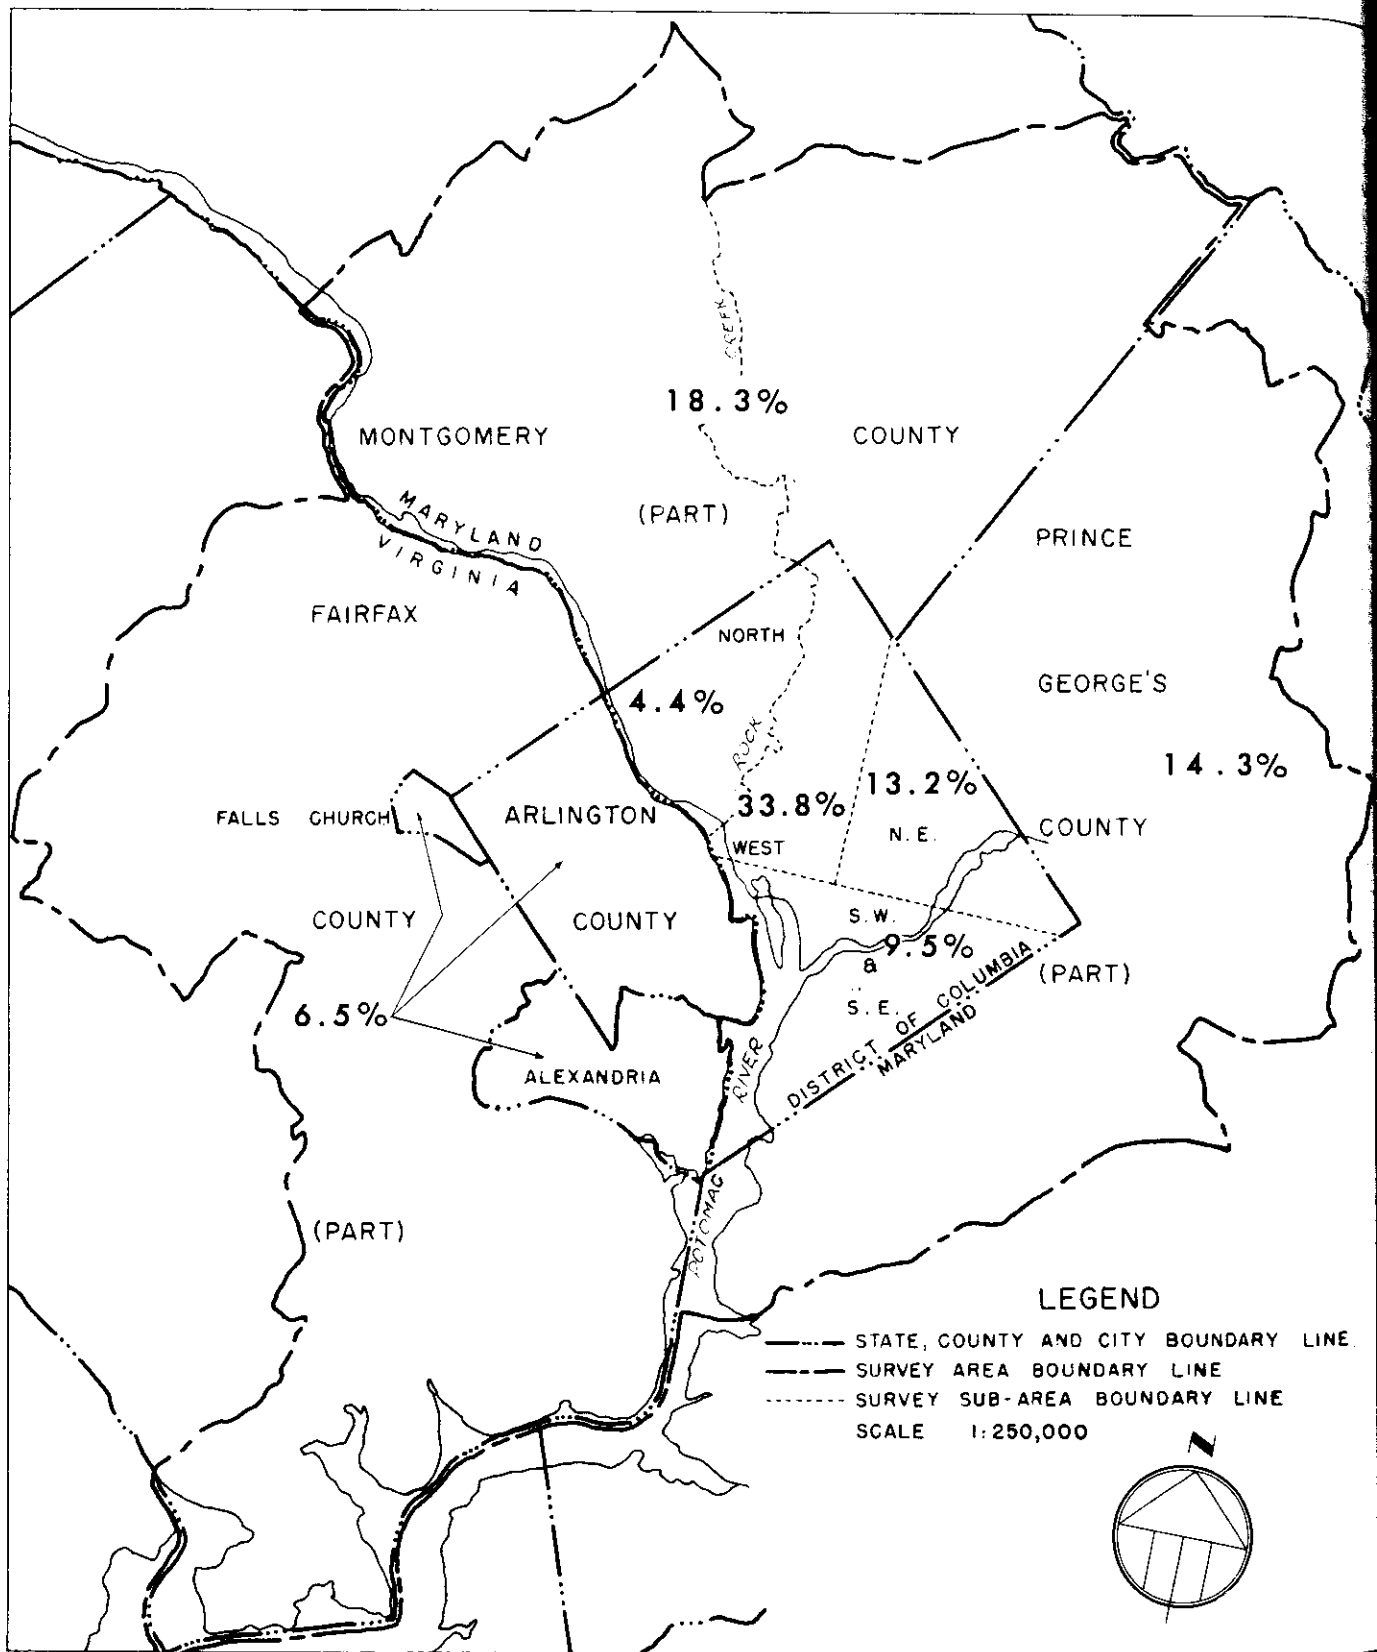 CREEK
18.3%
MONTGOMERY COUNTY
MARYLAND
(PART)
VIRGINIA
PRINCE
FAIRFAX
NORTH
GEORGE'S
4.4%
ROCK
14.3%
13.2%
33.8%
FALLS CHURCH
ARLINGTON
N.E.
COUNTY
WEST
COUNTY
COUNTY
S.W.
9.5%
&
(PART)
S.E.
6.5%
DISTRICT OF COLUMBIA
MARYLAND
RIVER
ALEXANDRIA
POTOMAC
(PART)
LEGEND
STATE, COUNTY AND CITY BOUNDARY LINE
SURVEY AREA BOUNDARY LINE
SURVEY SUB-AREA BOUNDARY LINE
SCALE 1:250,000
N